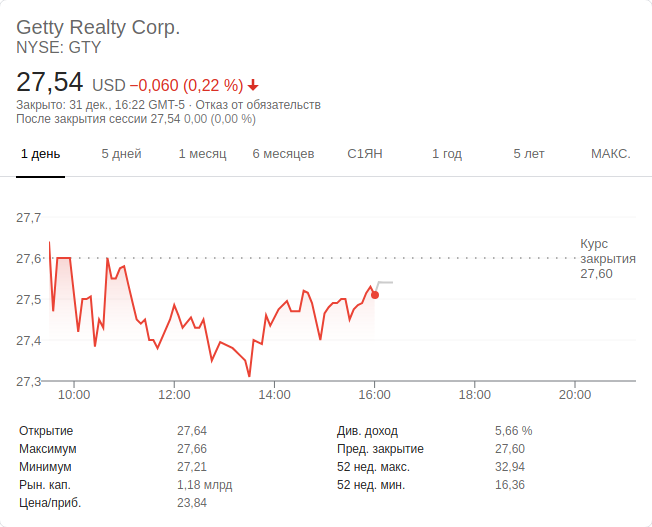 Getty Realty Corp.
NYSE: GTY
27,54 USD −0,060 (0,22 %)
Закрыто: 31 дек., 16:22 GMT-5 · Отказ от обязательств
После закрытия сессии 27,54 0,00 (0,00 %)
1 день 5 дней 1 месяц 6 месяцев С1ЯН 1 год 5 лет МАКС.
27,7
Курс
27,6 закрытия
27,60
27,5
27,4
27,3
10:00 12:00 14:00 16:00 18:00 20:00
Открытие 27,64 Див. доход 5,66 %
Максимум 27,66 Пред. закрытие 27,60
Минимум 27,21 52 нед. макс. 32,94
Рын. кап. 1,18 млрд 52 нед. мин. 16,36
Цена/приб. 23,84